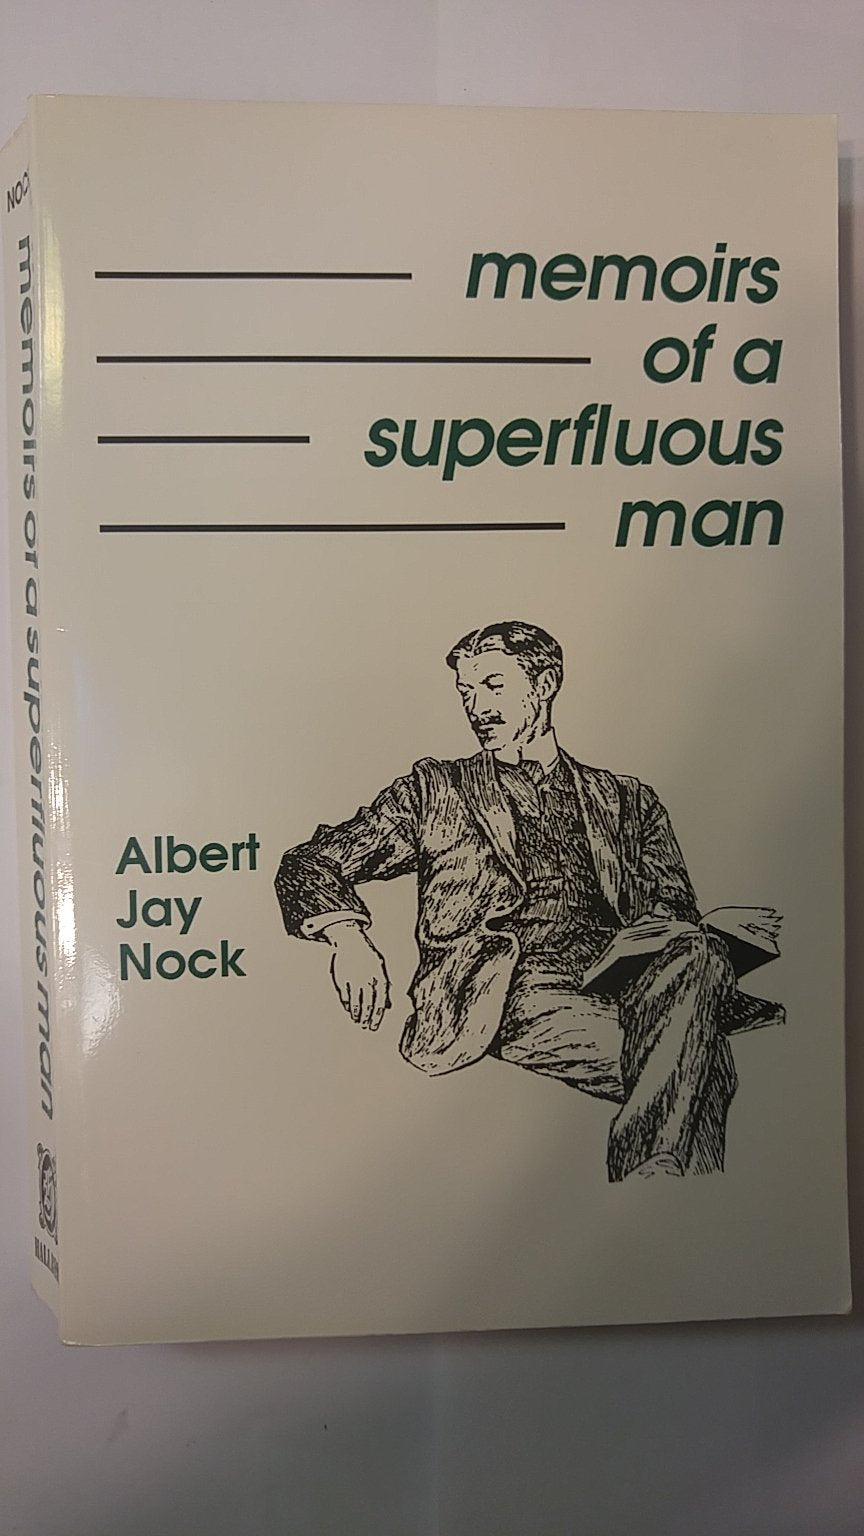 memoirs
of a
superfluous
man
Albert
Jay
Nock
memoirs of a superfluous man